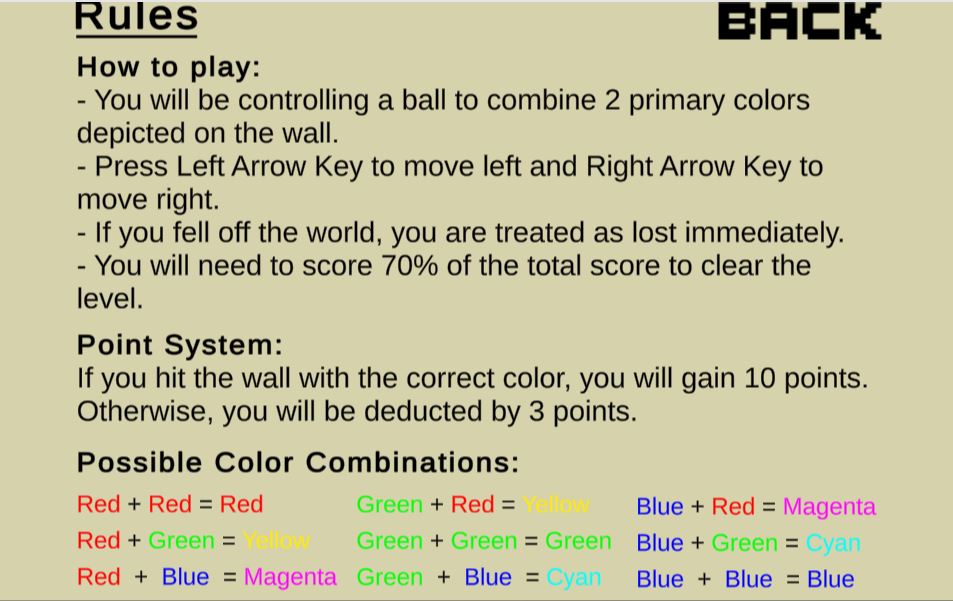 Rules
BACK
How to play:
- You will be controlling a ball to combine 2 primary colors
depicted on the wall.
- Press Left Arrow Key to move left and Right Arrow Key to
move right.
- If you fell off the world, you are treated as lost immediately.
- You will need to score 70% of the total score to clear the
level.
Point System:
If you hit the wall with the correct color, you will gain 10 points.
Otherwise, you will be deducted by 3 points.
Possible Color Combinations:
Red + Red = Red
Green + Red = Yellow
Blue + Red = Magenta
Red + Green = Yellow
Green + Green = Green
Blue + Green = Cyan
Red + Blue = Magenta
Green + Blue = Cyan
Blue + Blue = Blue